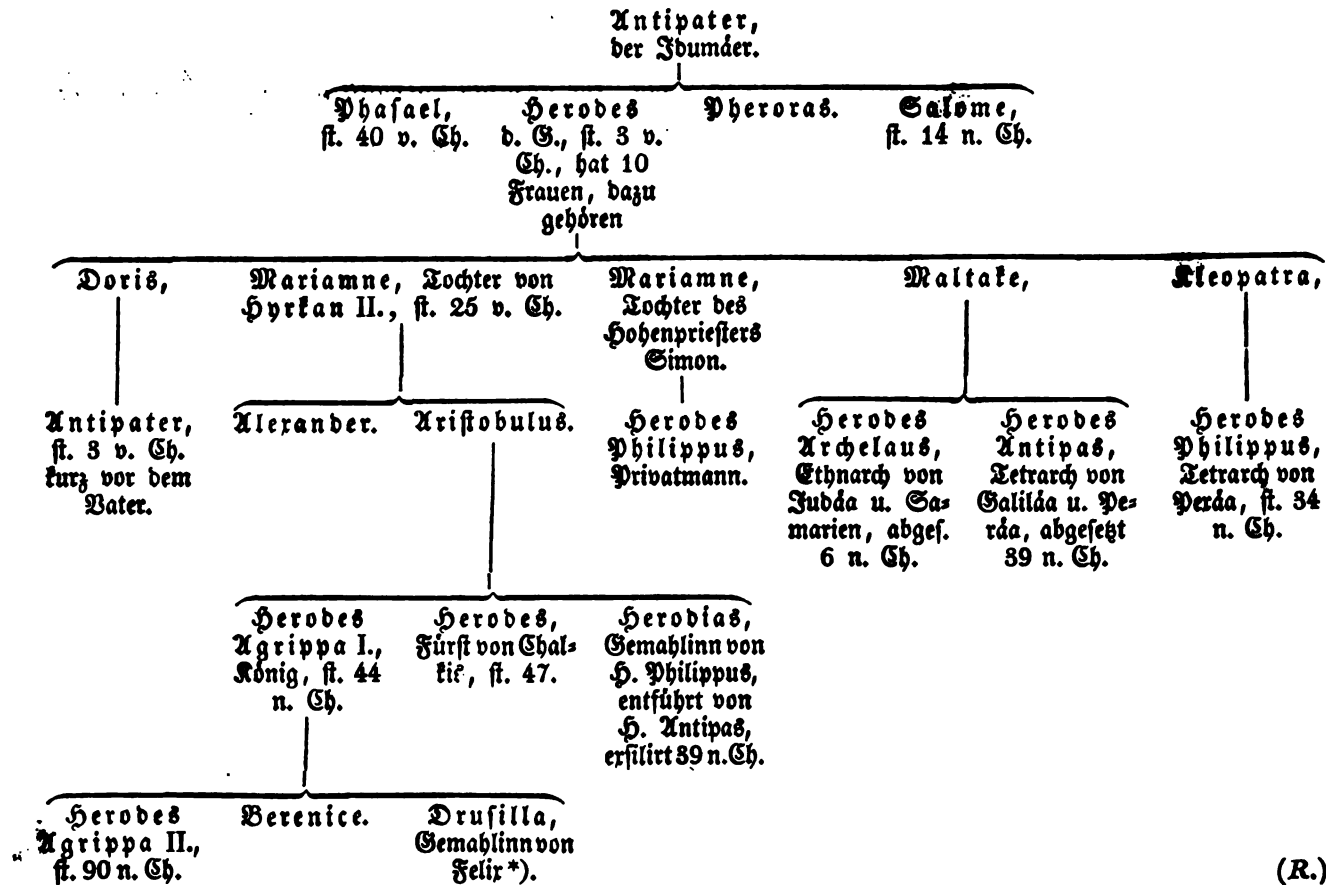 Antipater,
der Idumäer.
Phasael,
st. 40 v. Ch.
Herodes
d. G., st. 3 v.
Ch., hat 10
Frauen, dazu
gehören
Pheroras.
Salome,
st. 14 n. Ch.
Doris,
Mariamne, Tochter von
Hyrkan II., st. 25 v. Ch.
Mariamne,
Tochter des
Hohenpriesters
Simon.
Maltake,
Kleopatra,
Antipater,
st. 3 v. Ch.
kurz vor dem
Vater.
Alexander.
Aristobulus.
Herodes
Philippus,
Privatmann.
Herodes
Archelaus,
Ethnarch von
Judäa u. Sa-
marien, abges.
6 n. Ch.
Herodes
Antipas,
Tetrarch von
Galiläa u. Pe-
räa, abgesetzt
39 n. Ch.
Herodes
Philippus,
Tetrarch von
Peräa, st. 34
n. Ch.
Herodes
Agrippa I.,
König, st. 44
n. Ch.
Herodes,
Fürst von Chal-
kis, st. 47.
Herodias,
Gemahlinn von
H. Philippus,
entführt von
H. Antipas,
exsilirt 39 n. Ch.
Herodes
Agrippa II.,
st. 90 n. Ch.
Berenice.
Drusilla,
Gemahlinn von
Felix *).
(R.)